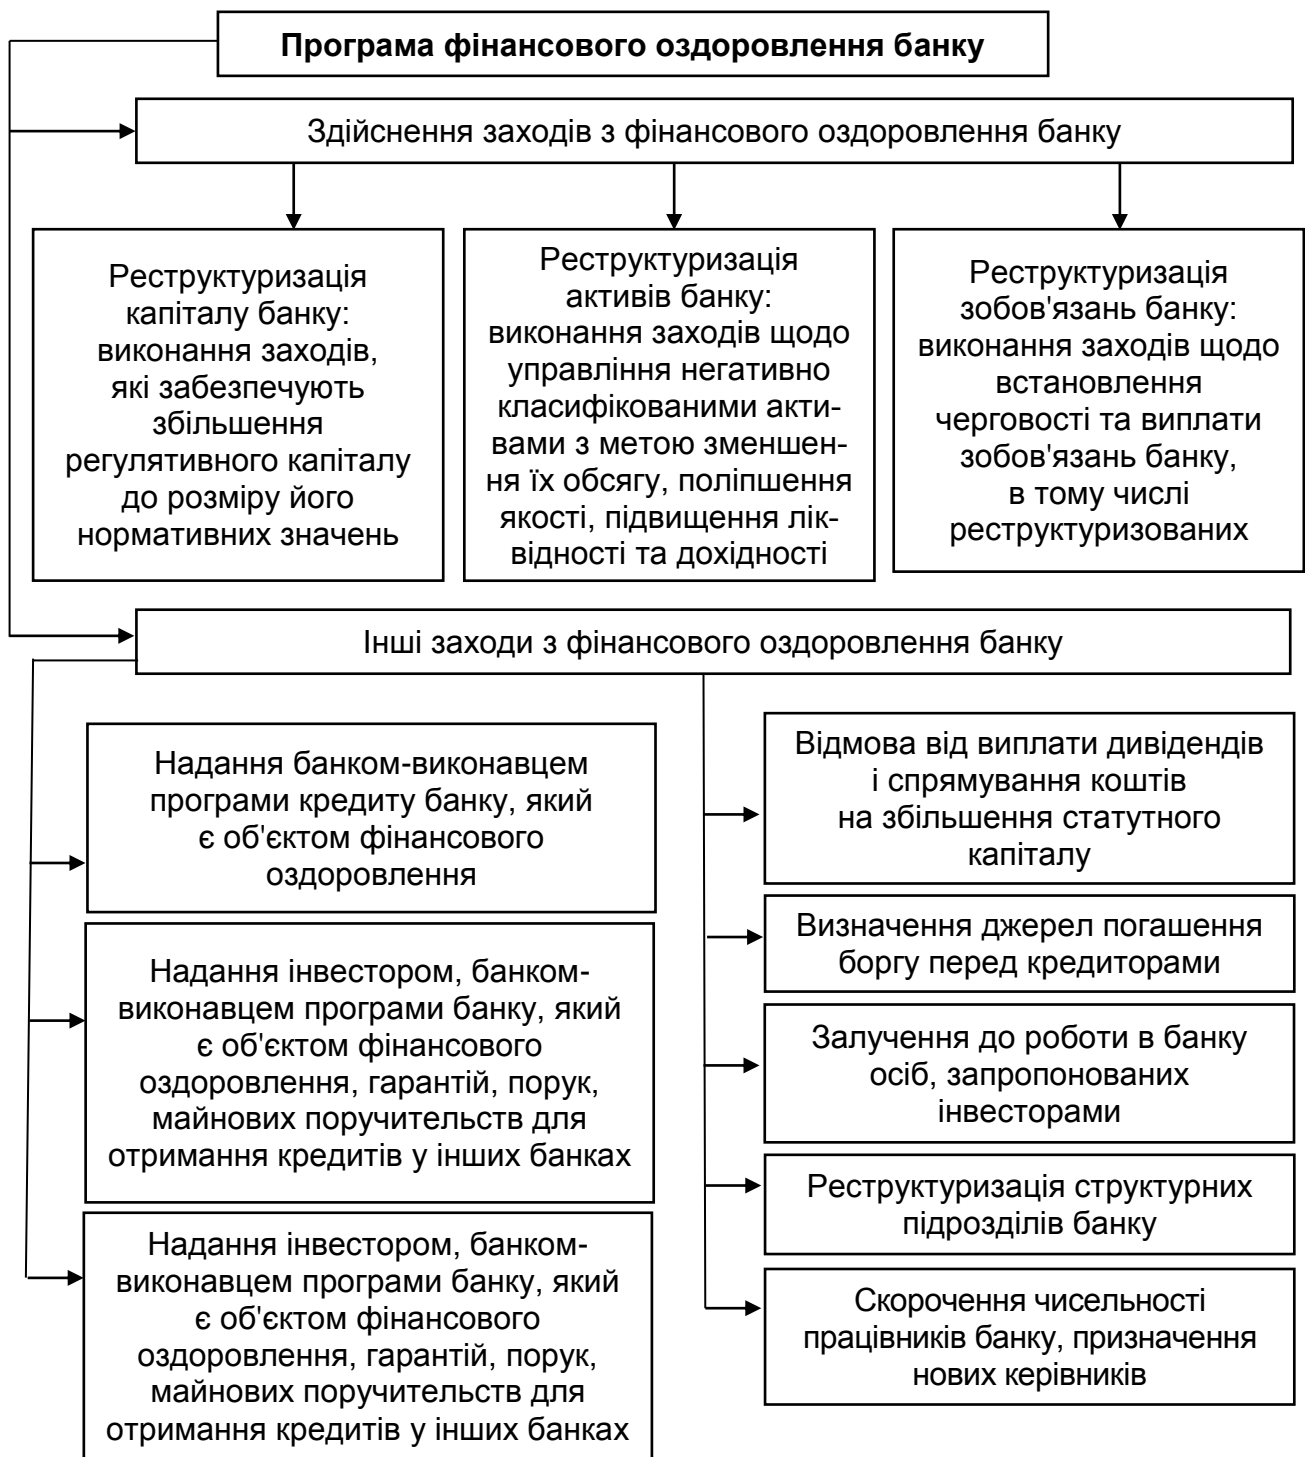 Програма фінансового оздоровлення банку
Здійснення заходів з фінансового оздоровлення банку
Реструктуризація
капіталу банку:
виконання заходів,
які забезпечують
збільшення
регулятивного капіталу
до розміру його
нормативних значень
Реструктуризація
активів банку:
виконання заходів щодо
управління негативно
класифікованими акти-
вами з метою зменшен-
ня їх обсягу, поліпшення
якості, підвищення лік-
відності та дохідності
Реструктуризація
зобов'язань банку:
виконання заходів щодо
встановлення
черговості та виплати
зобов'язань банку,
в тому числі
реструктуризованих
Інші заходи з фінансового оздоровлення банку
Надання банком-виконавцем
програми кредиту банку, який
є об'єктом фінансового
оздоровлення
Надання інвестором, банком-
виконавцем програми банку, який
є об'єктом фінансового
оздоровлення, гарантій, порук,
майнових поручительств для
отримання кредитів у інших банках
Надання інвестором, банком-
виконавцем програми банку, який
є об'єктом фінансового
оздоровлення, гарантій, порук,
майнових поручительств для
отримання кредитів у інших банках
Відмова від виплати дивідендів
і спрямування коштів
на збільшення статутного
капіталу
Визначення джерел погашення
боргу перед кредиторами
Залучення до роботи в банку
осіб, запропонованих
інвесторами
Реструктуризація структурних
підрозділів банку
Скорочення чисельності
працівників банку, призначення
нових керівників